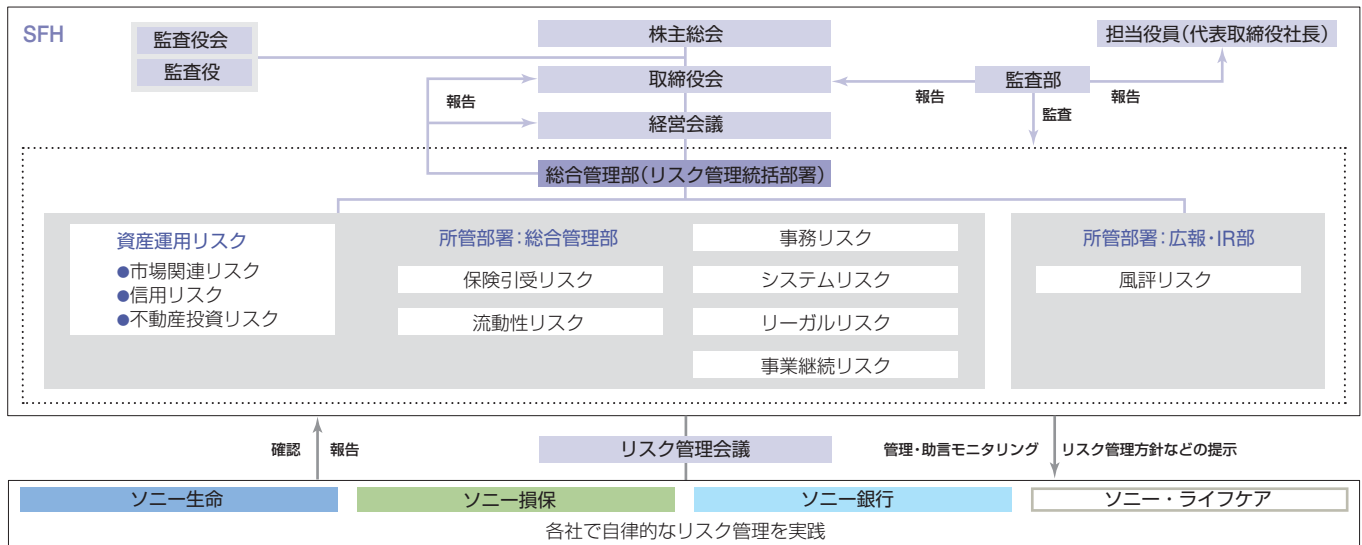 SFH
監査役会
監査役
株主総会
担当役員(代表取締役社長)
取締役会
監査部
報告
報告
報告
監査
経営会議
総合管理部(リスク管理統括部署)
資産運用リスク
●市場関連リスク
●信用リスク
●不動産投資リスク
所管部署:総合管理部
保険引受リスク
流動性リスク
事務リスク
システムリスク
リーガルリスク
事業継続リスク
所管部署:広報・IR部
風評リスク
確認
報告
リスク管理会議
管理・助言モニタリング
リスク管理方針などの提示
ソニー生命
ソニー損保
ソニー銀行
ソニー・ライフケア
各社で自律的なリスク管理を実践